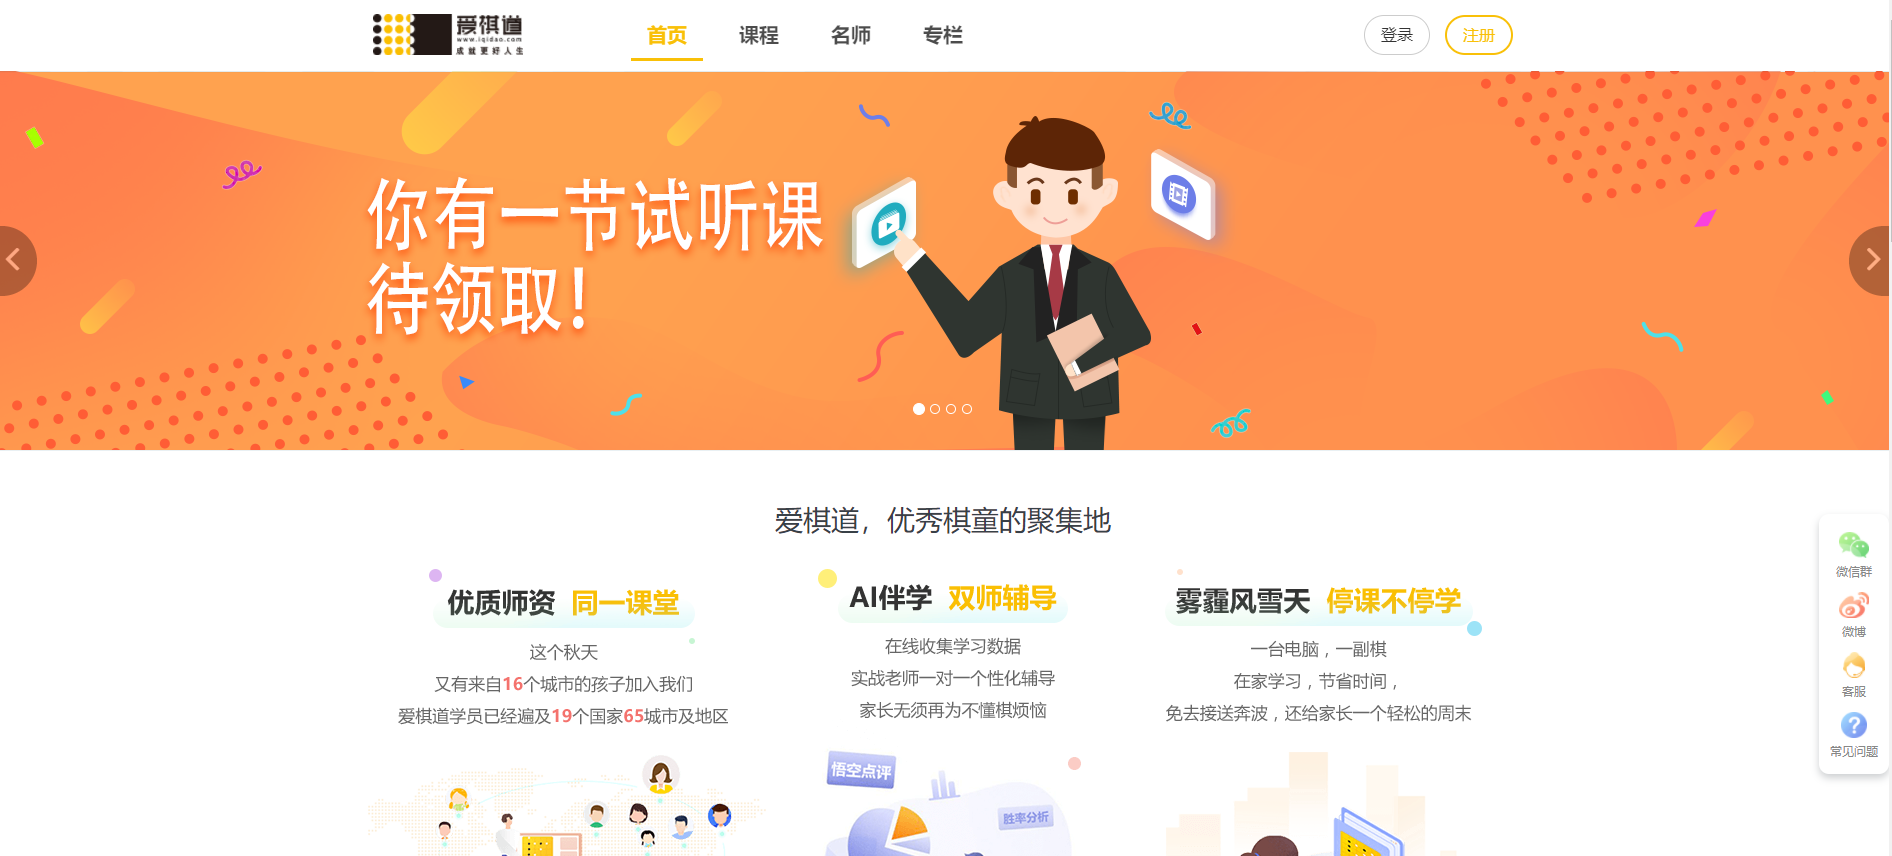 爱棋道
www.iqidao.com
成就更好人生
首页 课程 名师 专栏
登录 注册
你有一节试听课
待领取！
爱棋道，优秀棋童的聚集地
优质师资 同一课堂
这个秋天
又有来自16个城市的孩子加入我们
爱棋道学员已经遍及19个国家65城市及地区
AI伴学 双师辅导
在线收集学习数据
实战老师一对一个性化辅导
家长无须再为不懂棋烦恼
悟空点评
胜率分析
雾霾风雪天 停课不停学
一台电脑，一副棋
在家学习，节省时间，
免去接送奔波，还给家长一个轻松的周末
微信群
微博
客服
常见问题